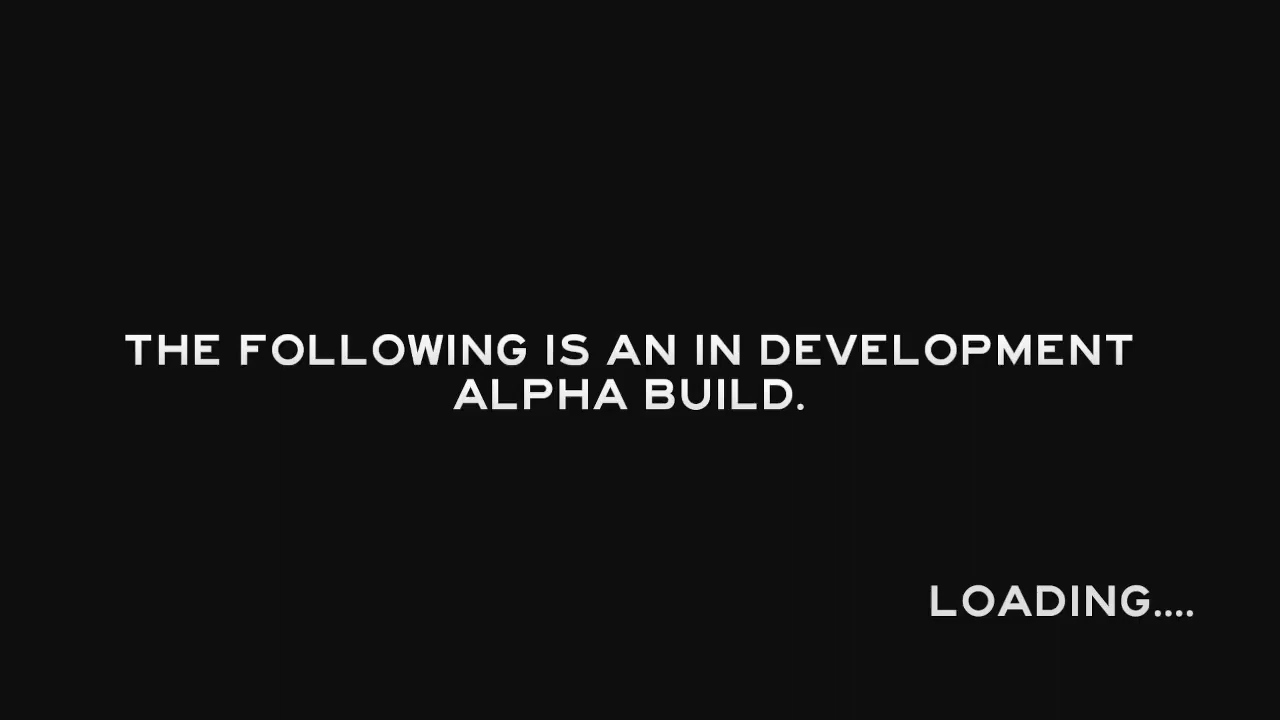 THE FOLLOWING IS AN IN DEVELOPMENT
ALPHA BUILD.
LOADING....